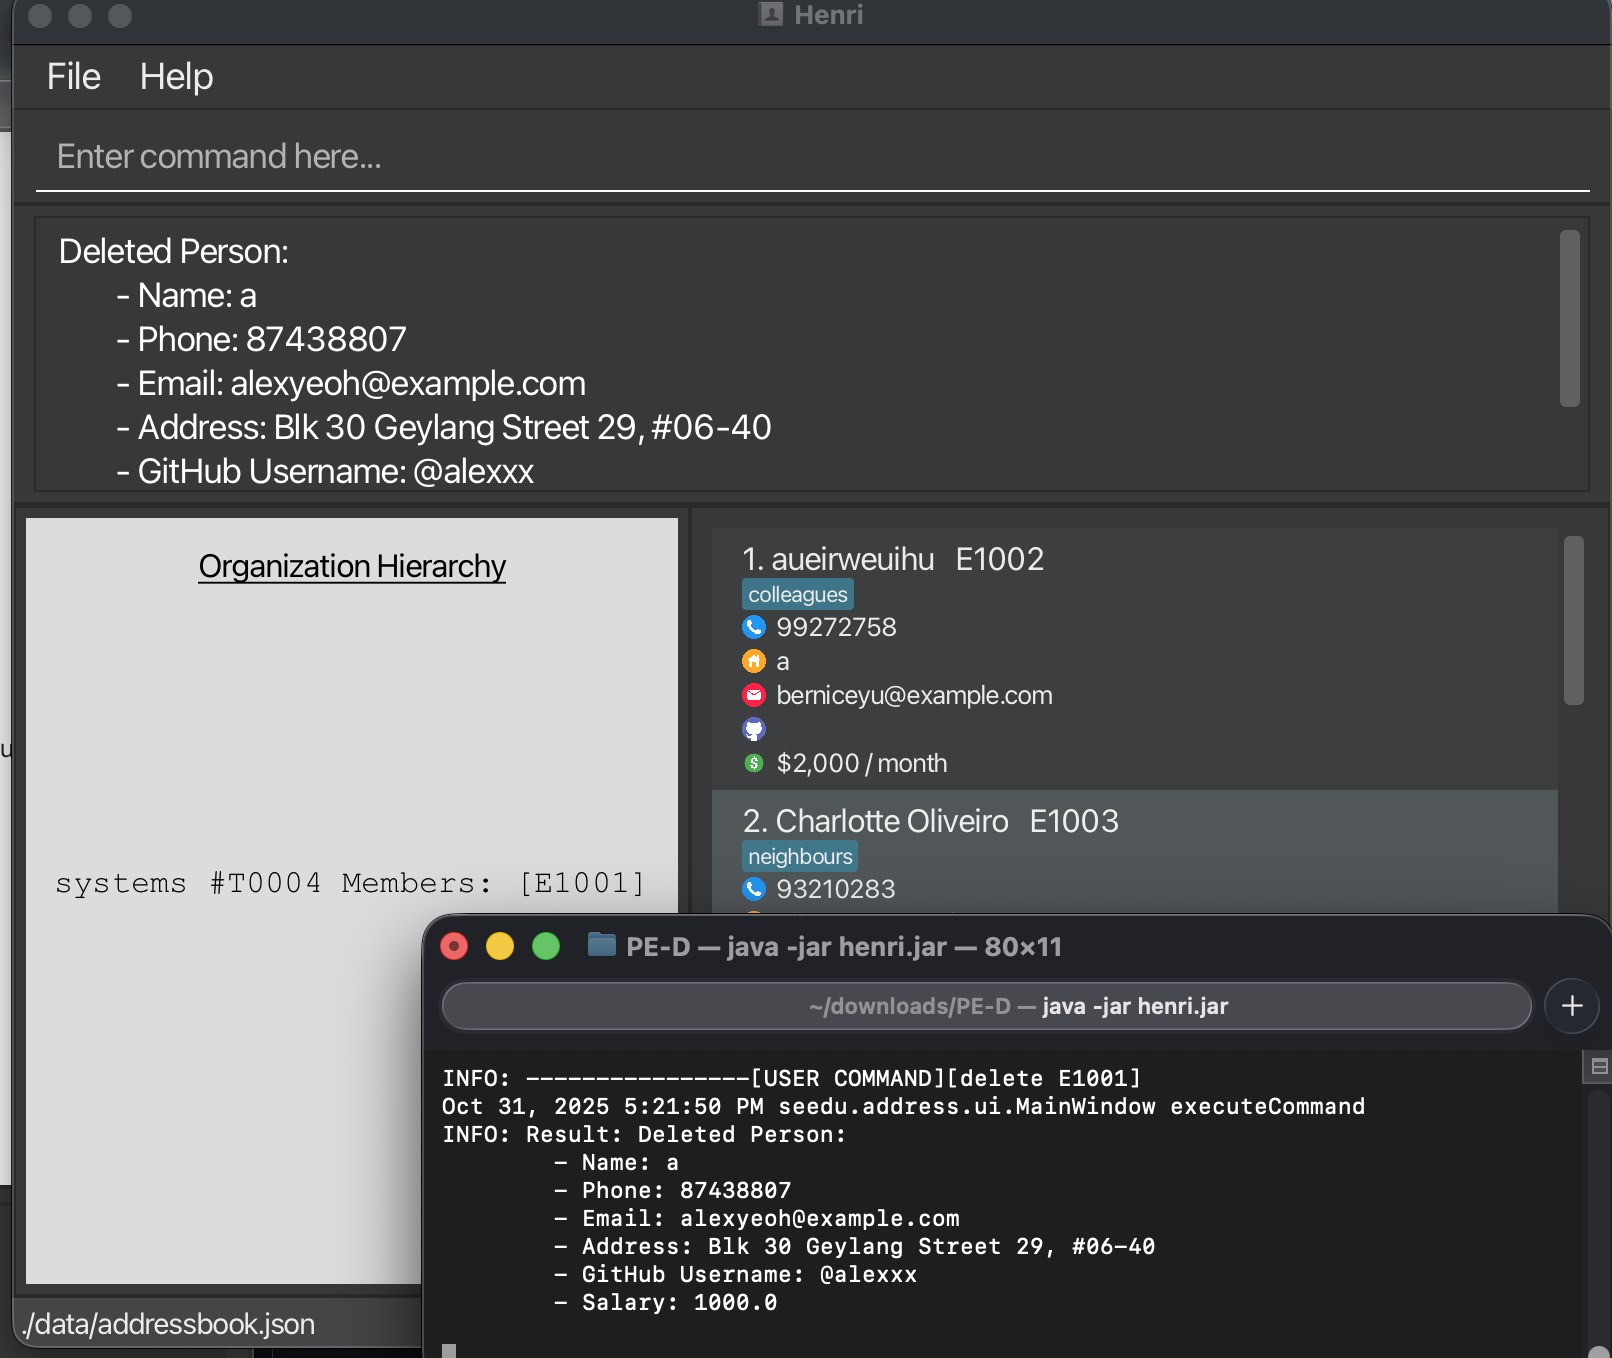 Henri
File Help
Enter command here...
Deleted Person:
- Name: a
- Phone: 87438807
- Email: alexyeoh@example.com
- Address: Blk 30 Geylang Street 29, #06-40
- GitHub Username: @alexxx
Organization Hierarchy
systems #T0004 Members: [E1001]
1. aueirweuihu E1002
colleagues
99272758
a
berniceyu@example.com
$2,000 / month
2. Charlotte Oliveiro E1003
neighbours
93210283
PE-D — java -jar henri.jar — 80×11
~/downloads/PE-D — java -jar henri.jar
+
INFO: ----------------[USER COMMAND][delete E1001]
Oct 31, 2025 5:21:50 PM seedu.address.ui.MainWindow executeCommand
INFO: Result: Deleted Person:
- Name: a
- Phone: 87438807
- Email: alexyeoh@example.com
- Address: Blk 30 Geylang Street 29, #06-40
- GitHub Username: @alexxx
- Salary: 1000.0
./data/addressbook.json